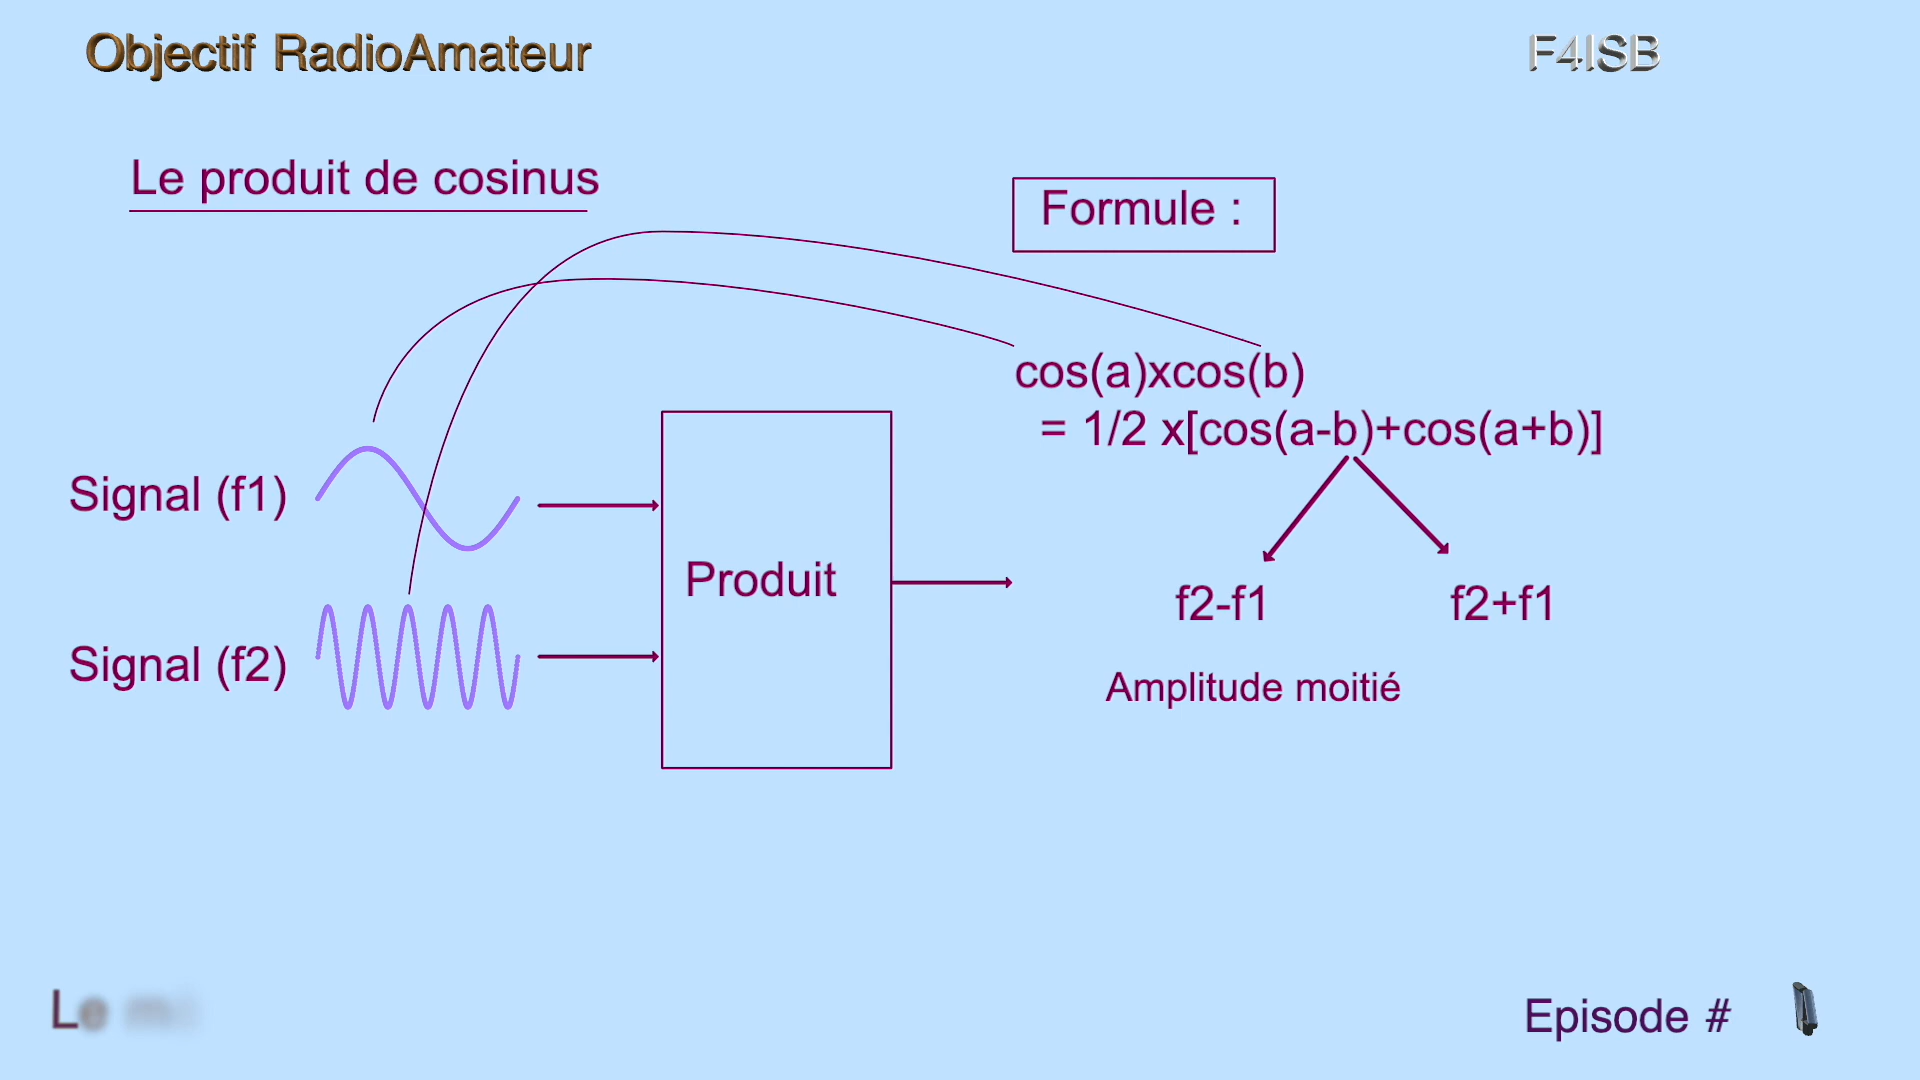 Objectif RadioAmateur
F4ISB
Le produit de cosinus
Formule :
cos(a)xcos(b)
= 1/2 x[cos(a-b)+cos(a+b)]
Signal (f1)
Produit
f2-f1
f2+f1
Signal (f2)
Amplitude moitié
Le
Episode #